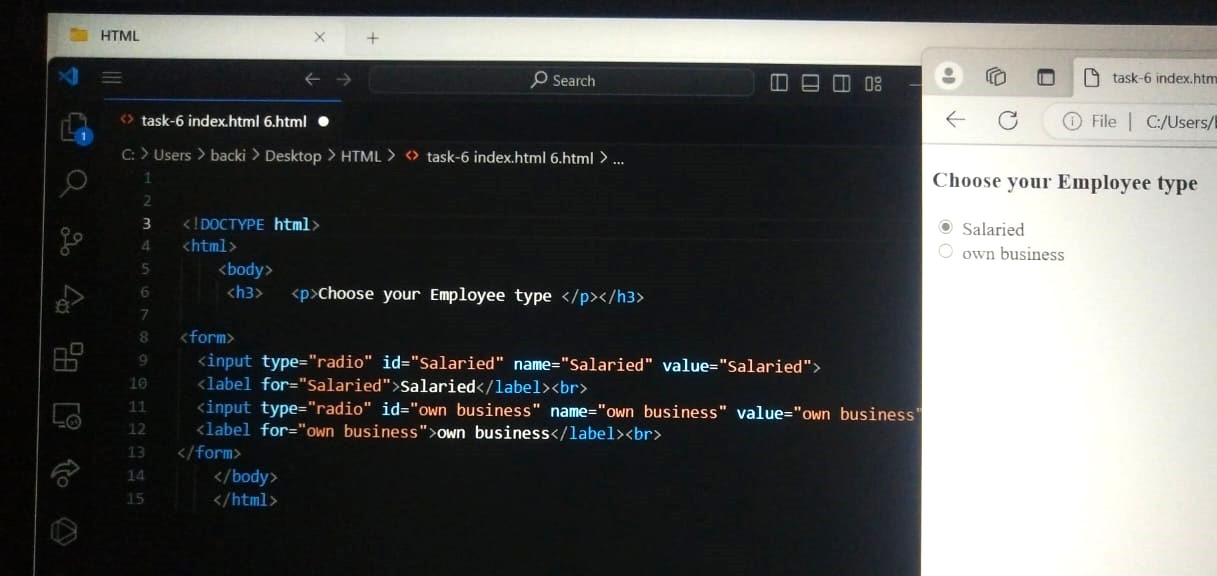 HTML
Search
task-6 index.html 6.html
1
C: > Users > backi > Desktop > HTML > <> task-6 index.html 6.html > ...
1
2
3 <!DOCTYPE html>
4 <html>
5 <body>
6 <h3> <p>Choose your Employee type </p></h3>
7
8 <form>
9 <input type="radio" id="Salaried" name="Salaried" value="Salaried">
10 <label for="Salaried">Salaried</label><br>
11 <input type="radio" id="own business" name="own business" value="own business"
12 <label for="own business">own business</label><br>
13 </form>
14 </body>
15 </html>
task-6 index.htm
File | C:/Users/
Choose your Employee type
Salaried
own business